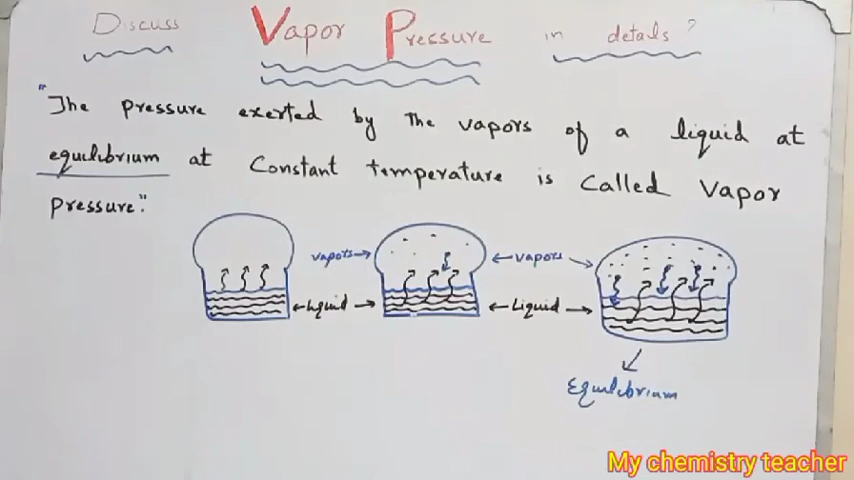 Discuss Vapor Pressure in details?
"The pressure exerted by the vapors of a liquid at
equilibrium at Constant temperature is Called Vapor
pressure."
vapors vapors
Liquid Liquid
Equilibrium
My chemistry teacher